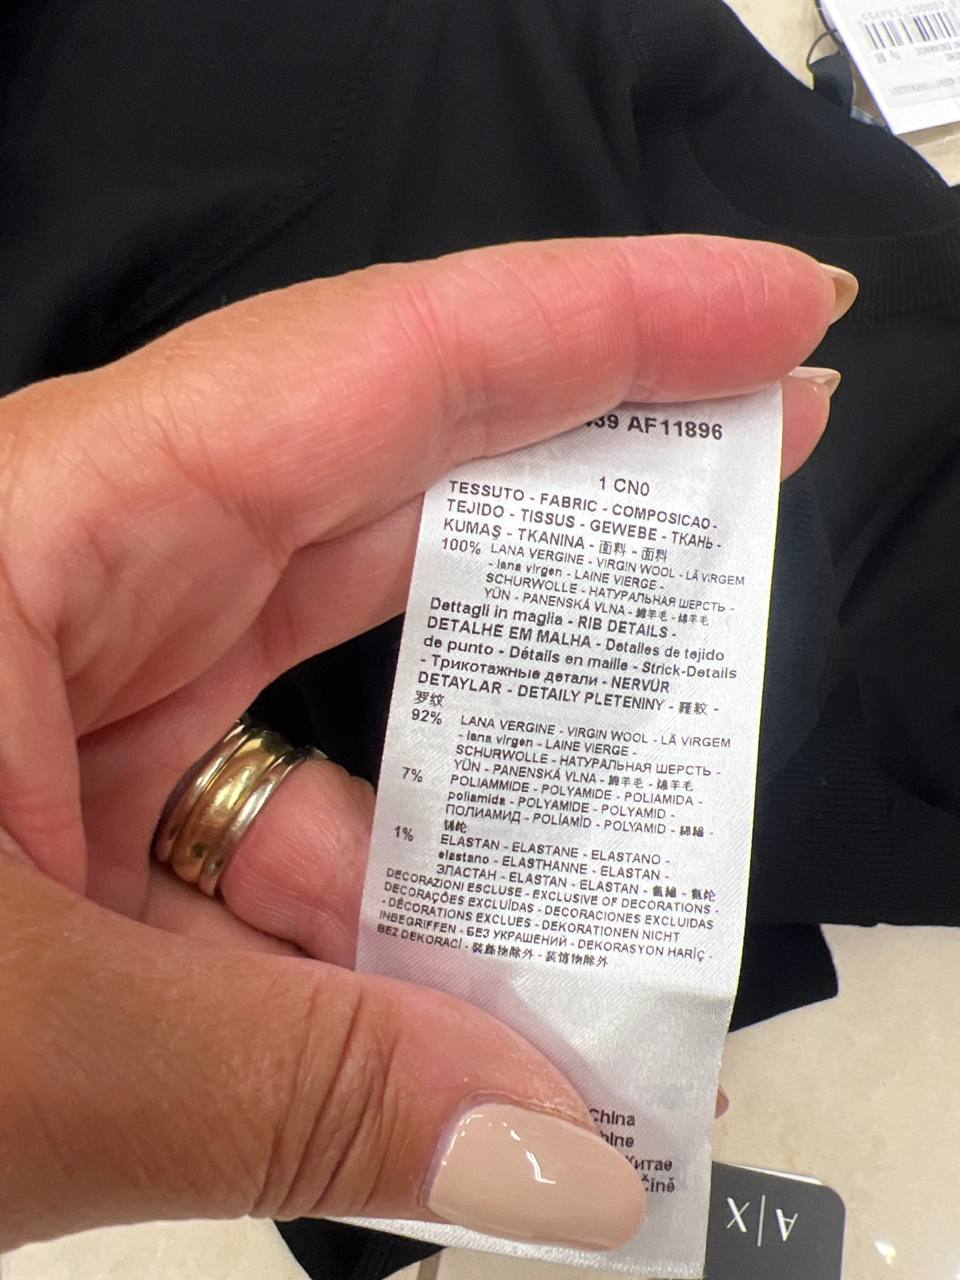 AF11896
1 CN0
TESSUTO - FABRIC - COMPOSICAO -
TEJIDO - TISSUS - GEWEBE - ТКАНЬ -
KUMAŞ - TKANINA - 面料 - 面料
100% LANA VERGINE - VIRGIN WOOL - LÃ VIRGEM
- lana virgen - LAINE VIERGE -
SCHURWOLLE - НАТУРАЛЬНАЯ ШЕРСТЬ -
YÜN - PANENSKÁ VLNA - 綿羊毛 - 绵羊毛
Dettagli in maglia - RIB DETAILS -
DETALHE EM MALHA - Detalles de tejido
de punto - Détails en maille - Strick-Details
- Трикотажные детали - NERVÜR
DETAYLAR - DETAILY PLETENINY - 羅紋 -
罗纹
92% LANA VERGINE - VIRGIN WOOL - LÃ VIRGEM
- lana virgen - LAINE VIERGE -
SCHURWOLLE - НАТУРАЛЬНАЯ ШЕРСТЬ -
YÜN - PANENSKÁ VLNA - 綿羊毛 - 绵羊毛
7% POLIAMMIDE - POLYAMIDE - POLIAMIDA -
poliamida - POLYAMIDE - POLYAMID -
ПОЛИАМИД - POLİAMİD - POLYAMID - 錦綸 -
锦纶
1% ELASTAN - ELASTANE - ELASTANO -
elastano - ELASTHANNE - ELASTAN -
ЭЛАСТАН - ELASTAN - ELASTAN - 氨綸 - 氨纶
DECORAZIONI ESCLUSE - EXCLUSIVE OF DECORATIONS -
DECORAÇÕES EXCLUÍDAS - DECORACIONES EXCLUIDAS
- DÉCORATIONS EXCLUES - DEKORATIONEN NICHT
INBEGRIFFEN - БЕЗ УКРАШЕНИЙ - DEKORASYON HARİÇ -
BEZ DEKORACÍ - 裝飾物除外 - 装饰物除外
China
A|X